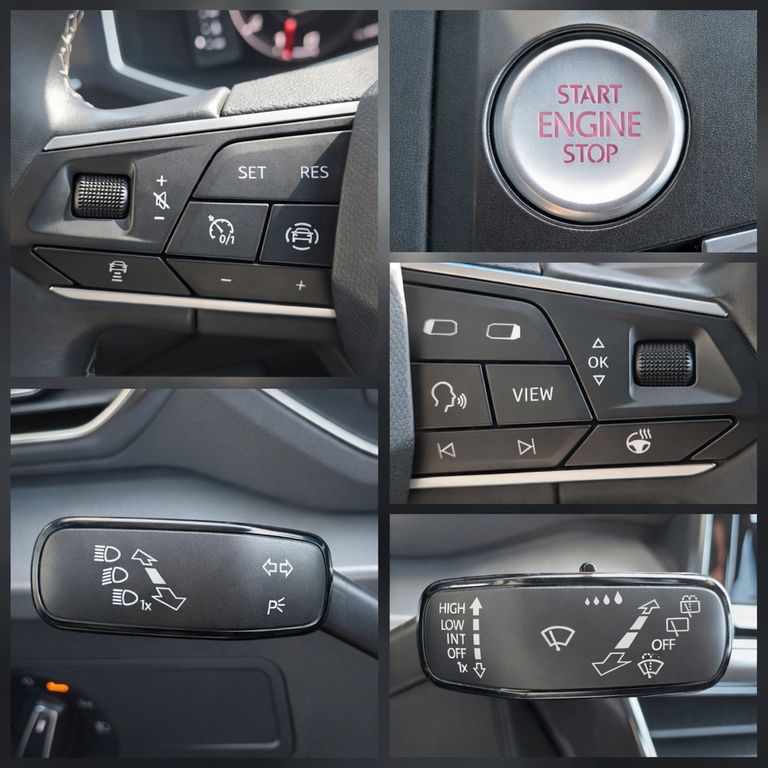 SET RES
+
-
0/1
- +
START
ENGINE
STOP
OK
VIEW
1x
P
HIGH
LOW
INT
OFF
1x
OFF